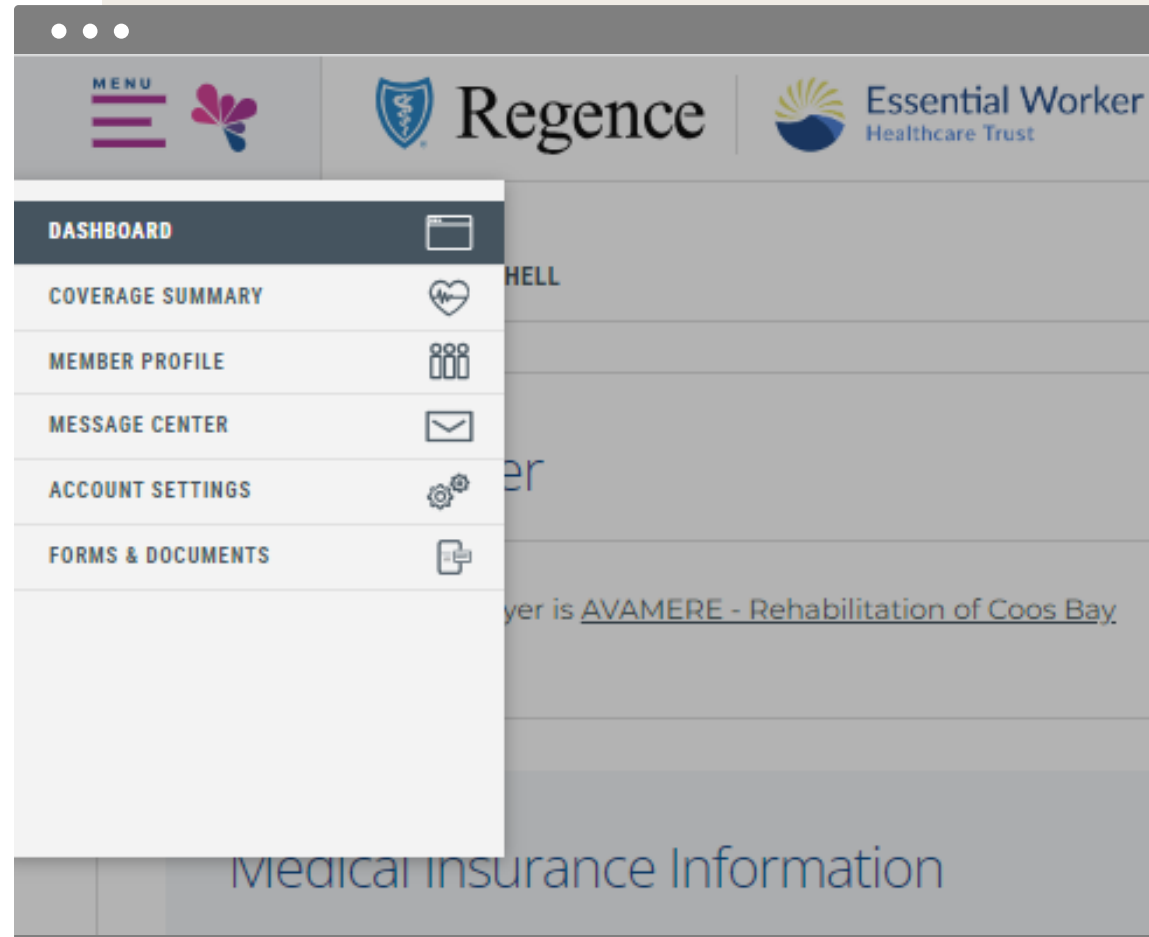 MENU
Regence
Essential Worker
Healthcare Trust
DASHBOARD
COVERAGE SUMMARY
MEMBER PROFILE
MESSAGE CENTER
ACCOUNT SETTINGS
FORMS & DOCUMENTS
HELL
er
yer is AVAMERE - Rehabilitation of Coos Bay
Medical Insurance Information